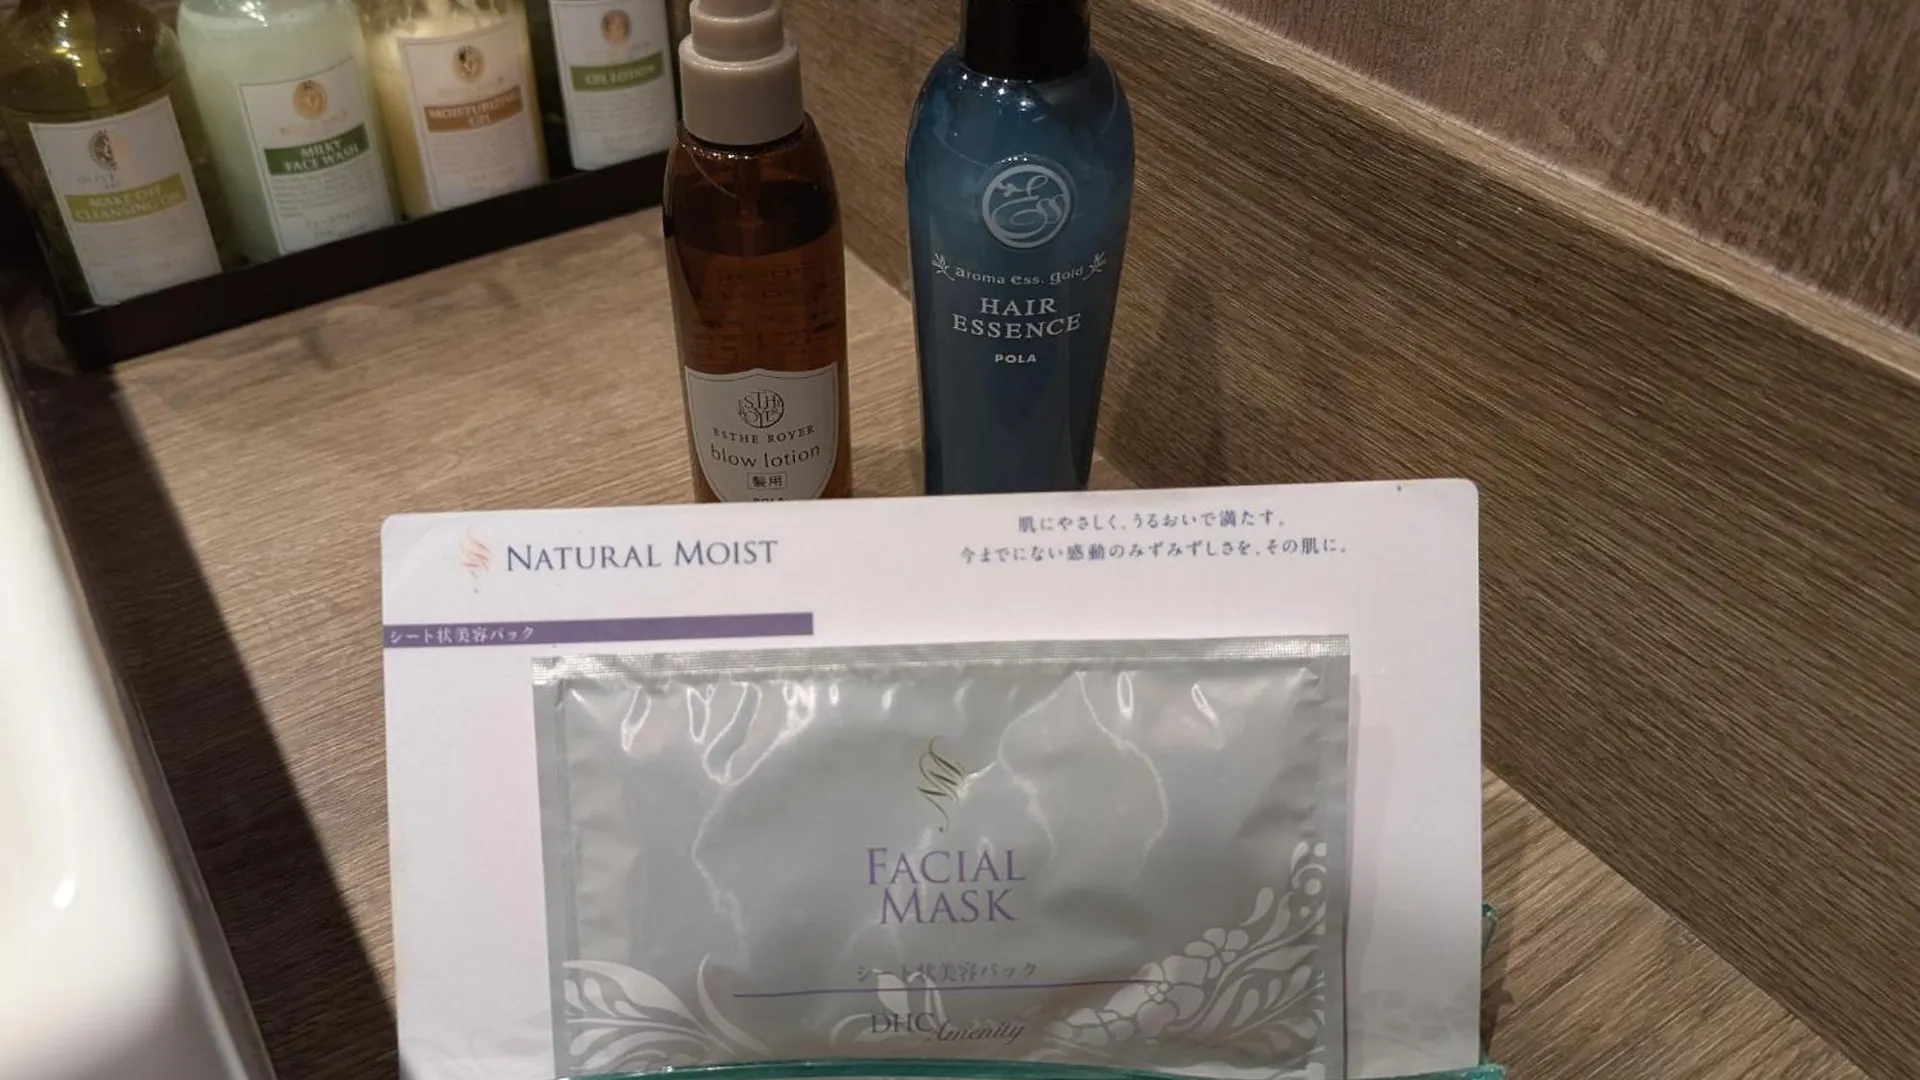 MAKE OFF
CLEANSING OIL
MILKY
FACE WASH
MOISTURIZING
GEL
GEL LOTION
ESTHE ROYER
blow lotion
髪用
POLA
Ess
aroma ess. gold
HAIR
ESSENCE
POLA
NATURAL MOIST
肌にやさしく、うるおいで満たす。
今までにない感動のみずみずしさを、その肌に。
シート状美容パック
FACIAL
MASK
シート状美容パック
DHC Amenity